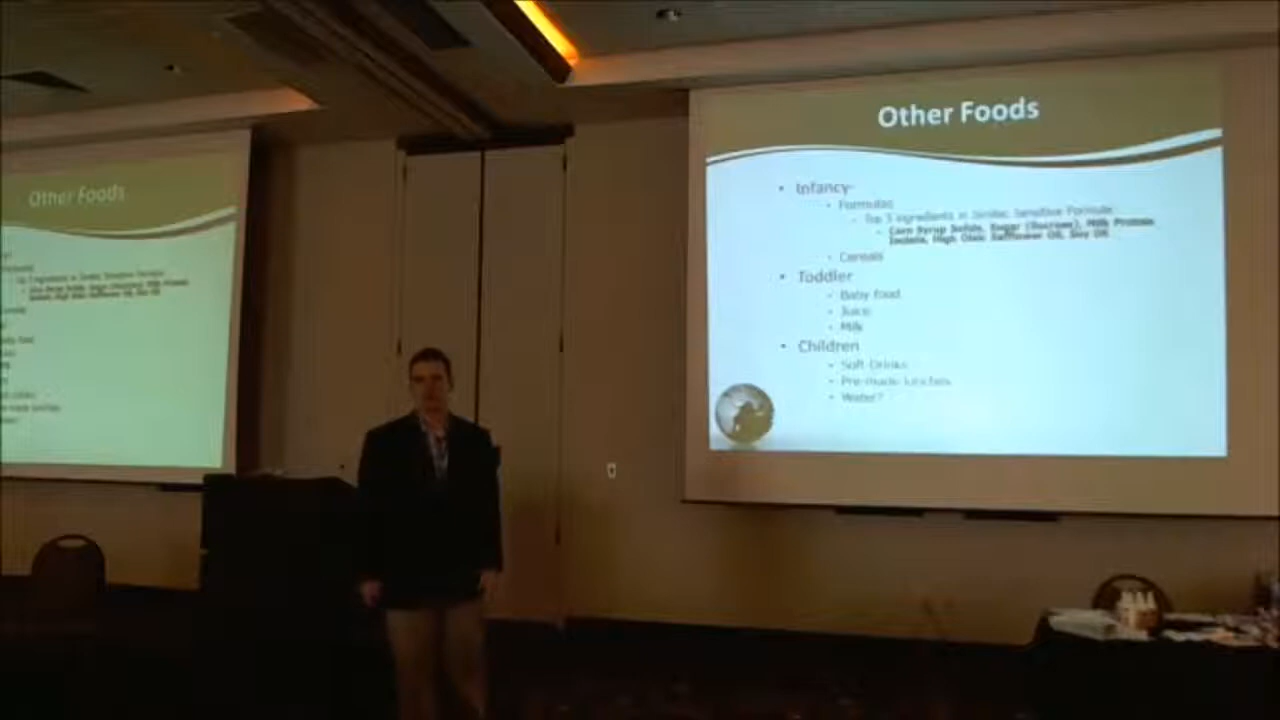 Other Foods
Infancy-
Formulas
Top 5 ingredients in Similac Sensitive Formula:
Corn Syrup Solids, Sugar (Sucrose), Milk Protein
Isolate, High Oleic Safflower Oil, Soy Oil
Cereals
Toddler
Baby food
Juice
Milk
Children
Soft Drinks
Pre-made lunches
Water?
Other Foods